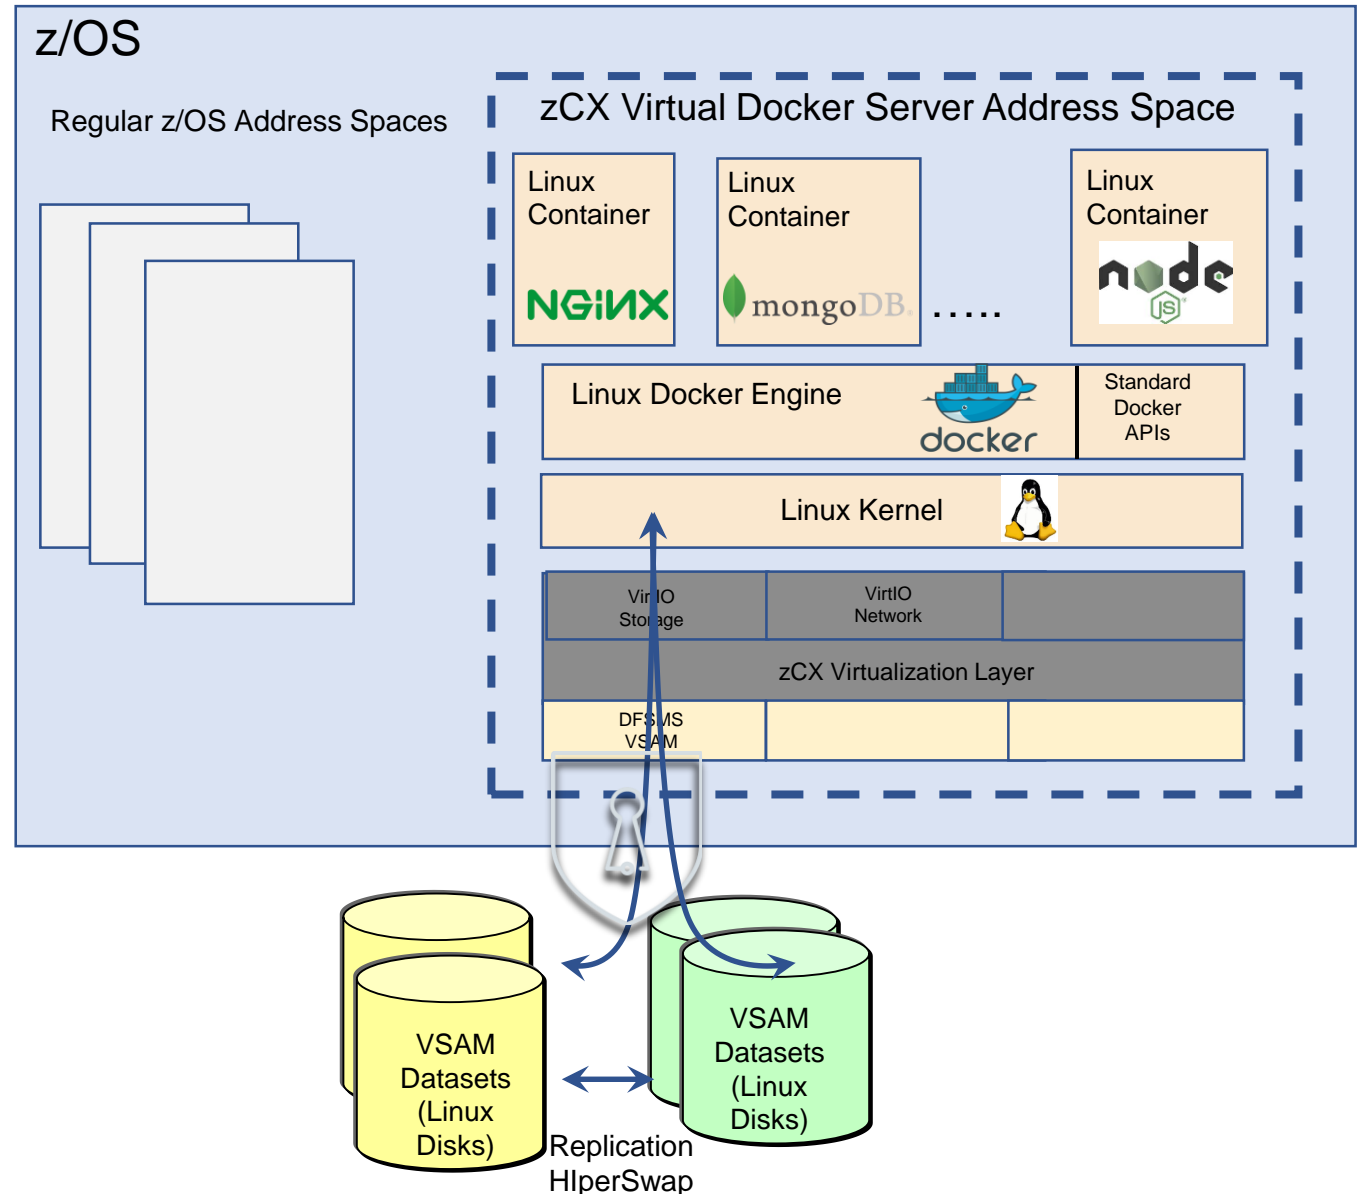 z/OS
Regular z/OS Address Spaces
zCX Virtual Docker Server Address Space
Linux
Container
NGiNX
Linux
Container
mongoDB.
.....
Linux
Container
node
JS
Linux Docker Engine
docker
Standard
Docker
APIs
Linux Kernel
VirtIO
Storage
VirtIO
Network
zCX Virtualization Layer
DFSMS
VSAM
VSAM
Datasets
(Linux
Disks)
VSAM
Datasets
(Linux
Disks)
Replication
HIperSwap